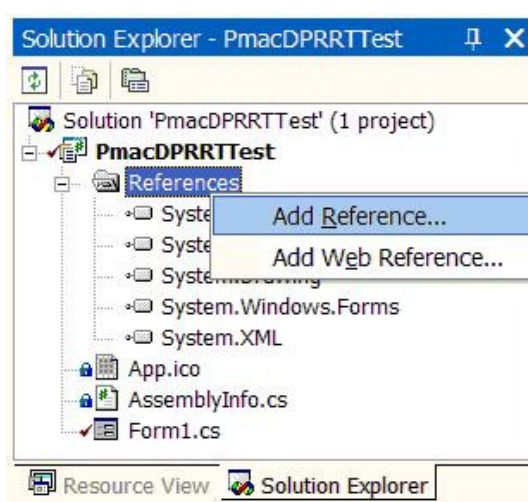 Solution Explorer - PmacDPRRTTest
Solution 'PmacDPRRTTest' (1 project)
PmacDPRRTTest
References
Add Reference...
Add Web Reference...
System.Windows.Forms
System.XML
App.ico
AssemblyInfo.cs
Form1.cs
Resource View Solution Explorer